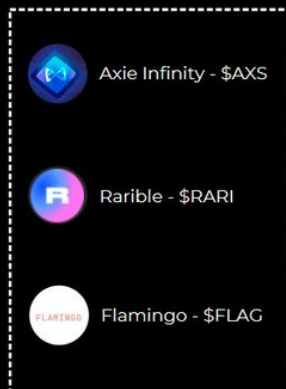 Axie Infinity - $AXS
R Rarible - $RARI
FLAMINGO Flamingo - $FLAG